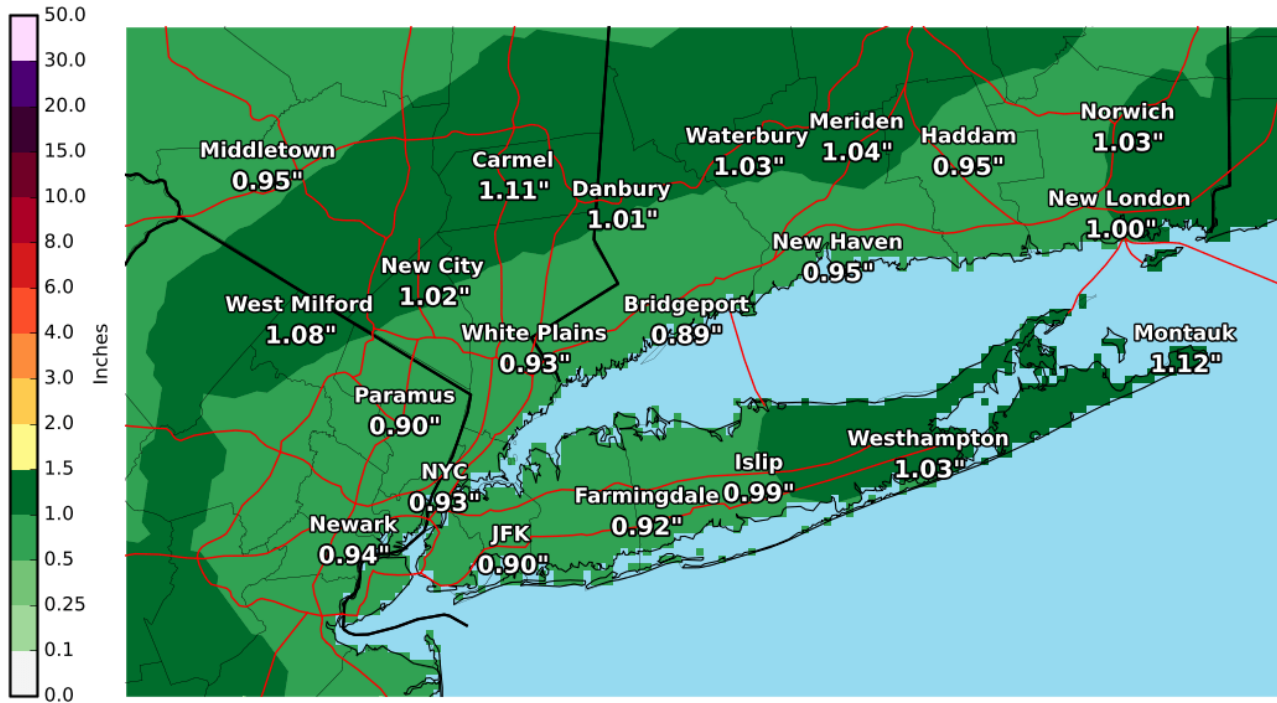 50.0
30.0
20.0
15.0
10.0
8.0
6.0
4.0
3.0
2.0
1.5
1.0
0.5
0.25
0.1
0.0
Inches
Middletown
0.95"
Carmel
1.11"
Danbury
1.01"
Waterbury
1.03"
Meriden
1.04"
Haddam
0.95"
Norwich
1.03"
New London
1.00"
New Haven
0.95"
New City
1.02"
West Milford
1.08"
White Plains
0.93"
Bridgeport
0.89"
Montauk
1.12"
Paramus
0.90"
Westhampton
1.03"
Islip
0.99"
NYC
0.93"
Farmingdale
0.92"
Newark
0.94"
JFK
0.90"